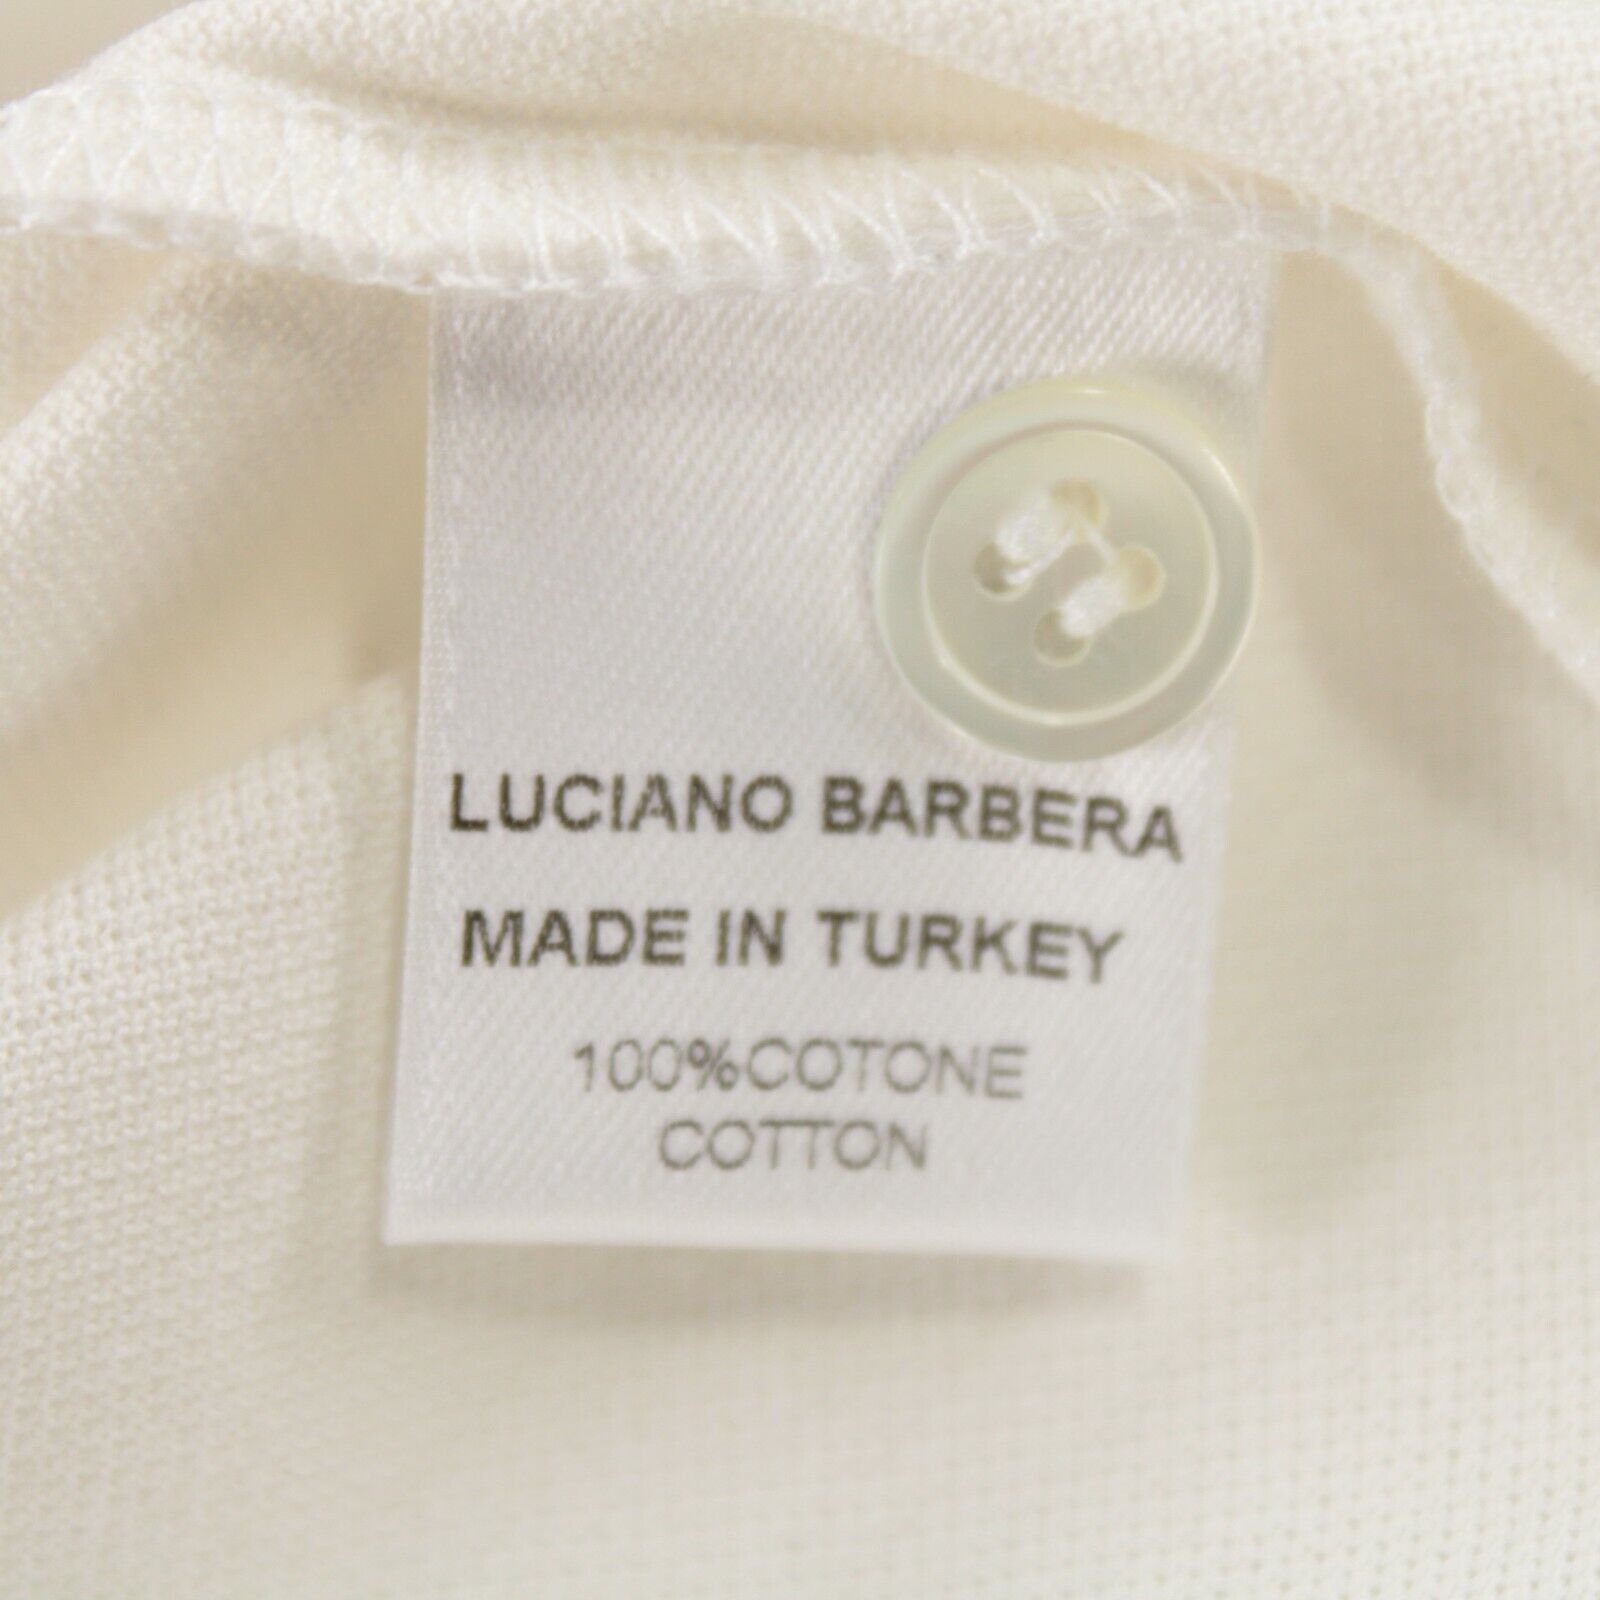 LUCIANO BARBERA
MADE IN TURKEY
100%COTONE
COTTON